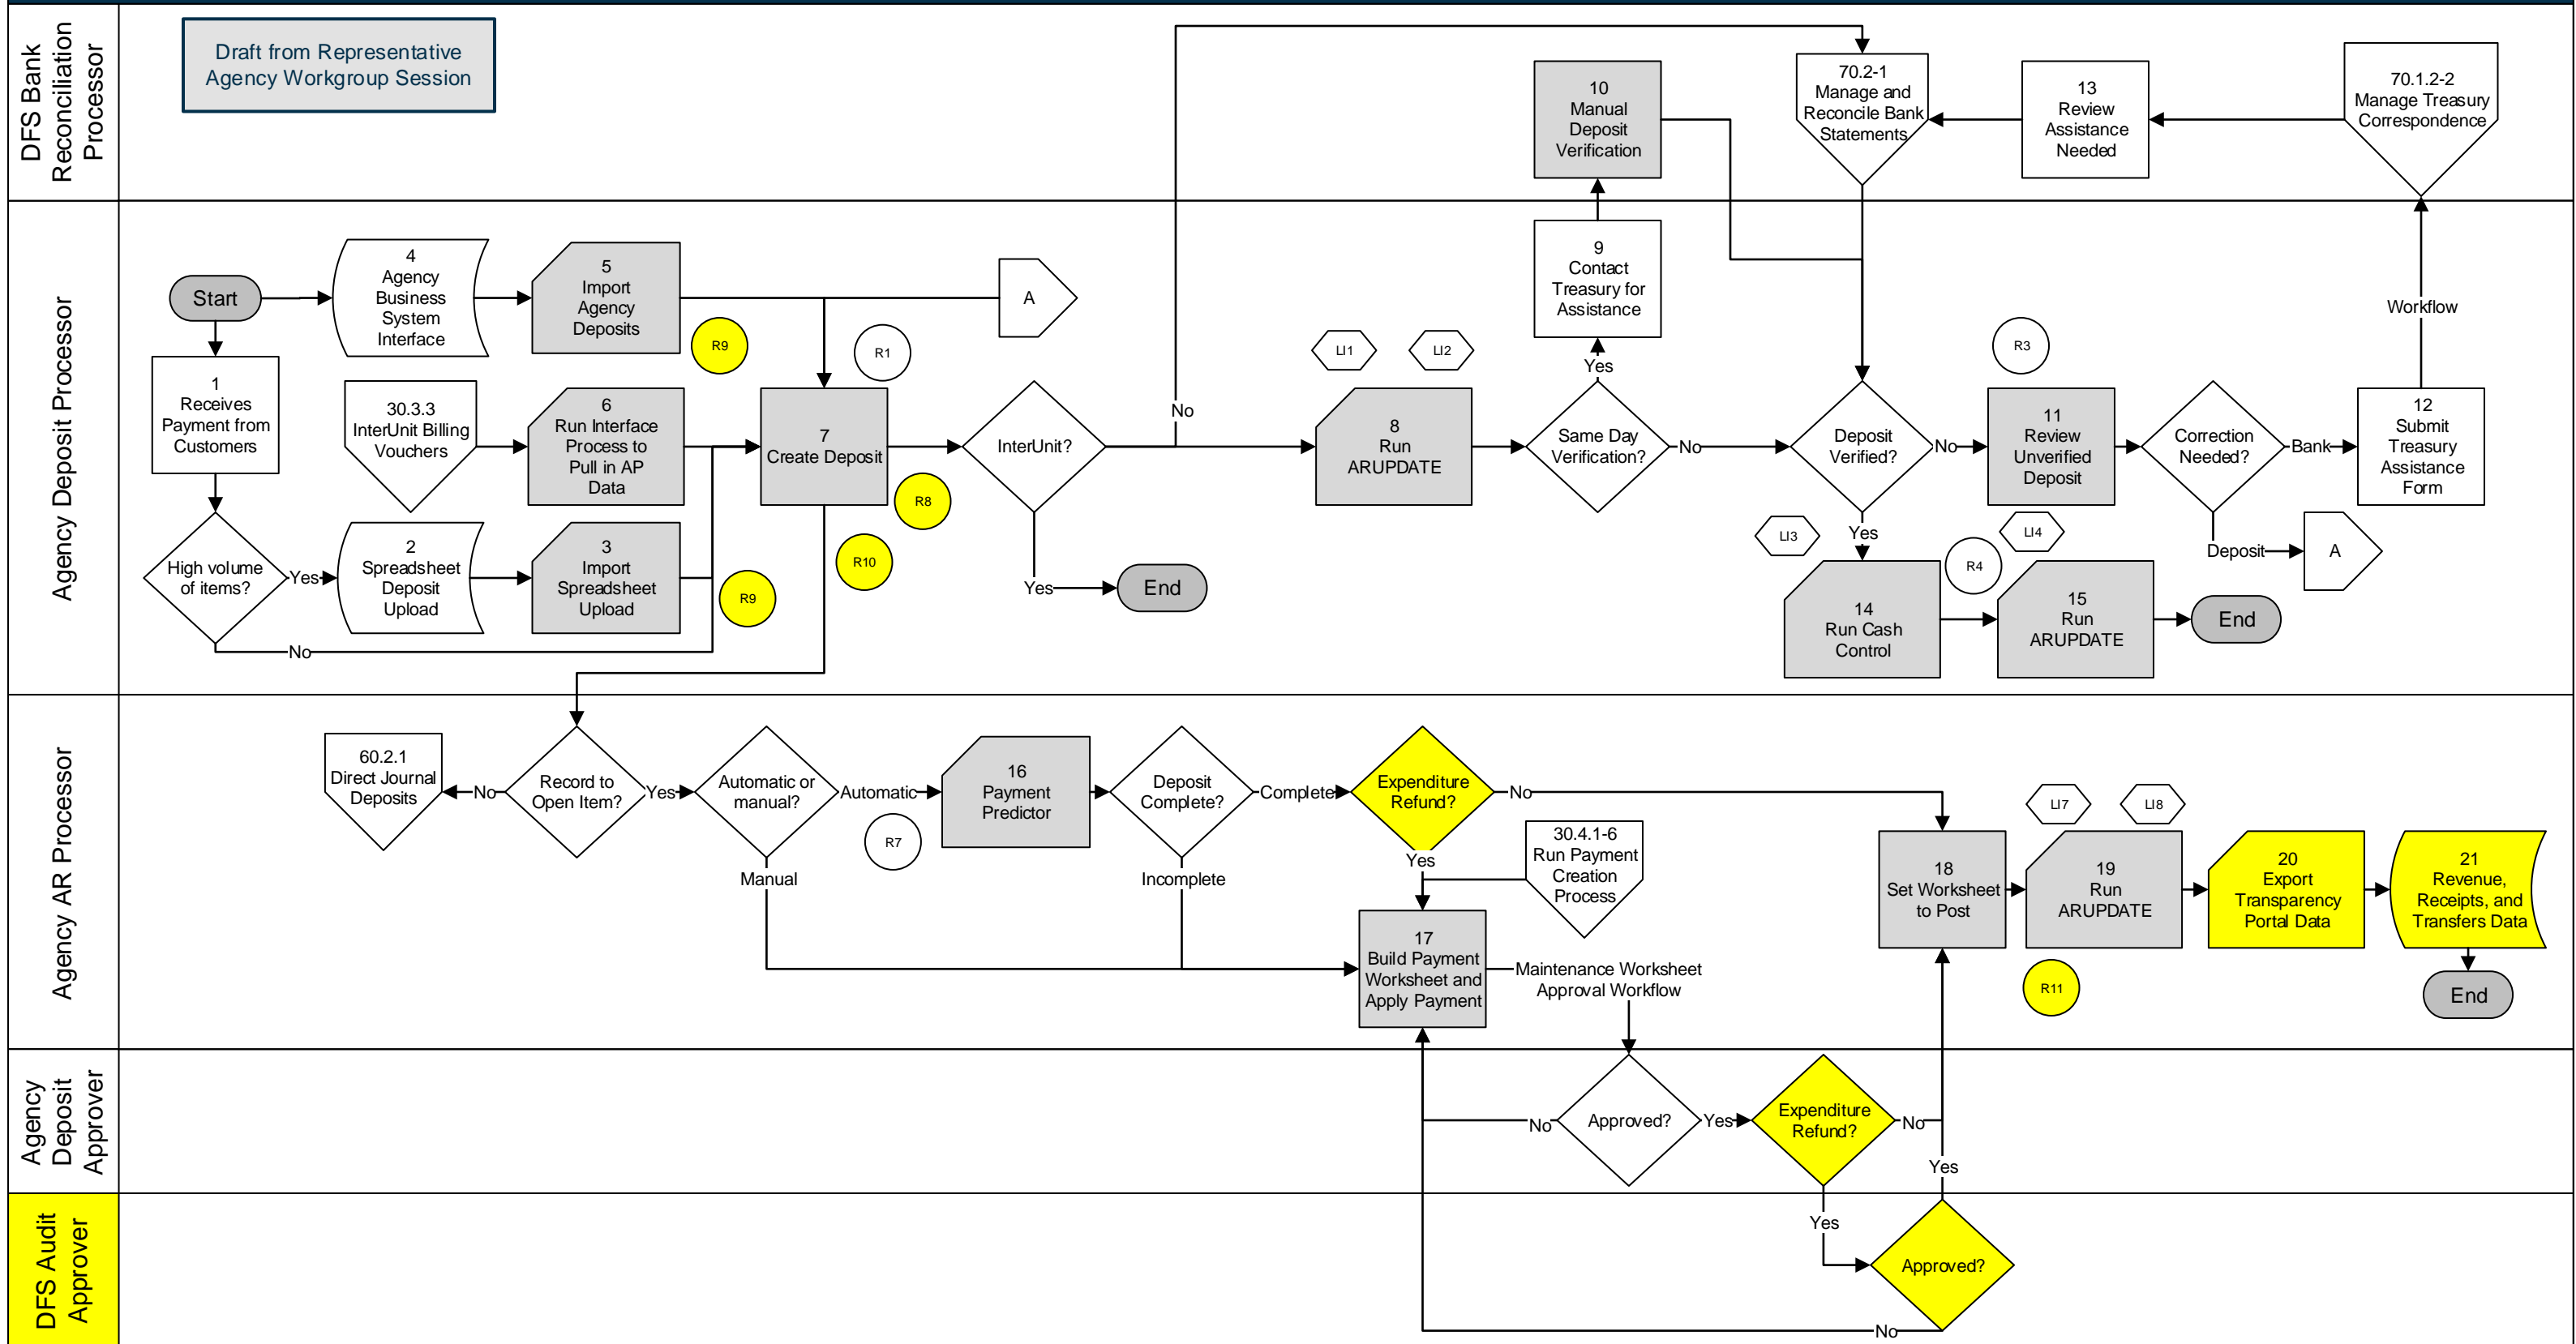 DFS Bank
Reconciliation
Processor
Draft from Representative
Agency Workgroup Session
10
Manual
Deposit
Verification
70.2-1
Manage and
Reconcile Bank
Statements
13
Review
Assistance
Needed
70.1.2-2
Manage Treasury
Correspondence
Agency Deposit Processor
Start
4
Agency
Business
System
Interface
5
Import
Agency
Deposits
R9
R1
A
1
Receives
Payment from
Customers
30.3.3
InterUnit Billing
Vouchers
6
Run Interface
Process to
Pull in AP
Data
7
Create Deposit
R8
R10
InterUnit?
No
Yes
End
High volume
of items?
Yes
No
2
Spreadsheet
Deposit
Upload
3
Import
Spreadsheet
Upload
R9
LI1
LI2
8
Run
ARUPDATE
9
Contact
Treasury for
Assistance
Yes
Same Day
Verification?
No
Deposit
Verified?
No
Yes
R3
11
Review
Unverified
Deposit
Correction
Needed?
Bank
Deposit
A
12
Submit
Treasury
Assistance
Form
Workflow
LI3
14
Run Cash
Control
R4
LI4
15
Run
ARUPDATE
End
Agency AR Processor
60.2.1
Direct Journal
Deposits
No
Record to
Open Item?
Yes
Automatic or
manual?
Automatic
Manual
R7
16
Payment
Predictor
Deposit
Complete?
Complete
Incomplete
Expenditure
Refund?
No
Yes
30.4.1-6
Run Payment
Creation
Process
17
Build Payment
Worksheet and
Apply Payment
Maintenance Worksheet
Approval Workflow
18
Set Worksheet
to Post
LI7
LI8
19
Run
ARUPDATE
R11
20
Export
Transparency
Portal Data
21
Revenue,
Receipts, and
Transfers Data
End
Agency
Deposit
Approver
No
Approved?
Yes
Expenditure
Refund?
No
Yes
Yes
DFS Audit
Approver
Approved?
No